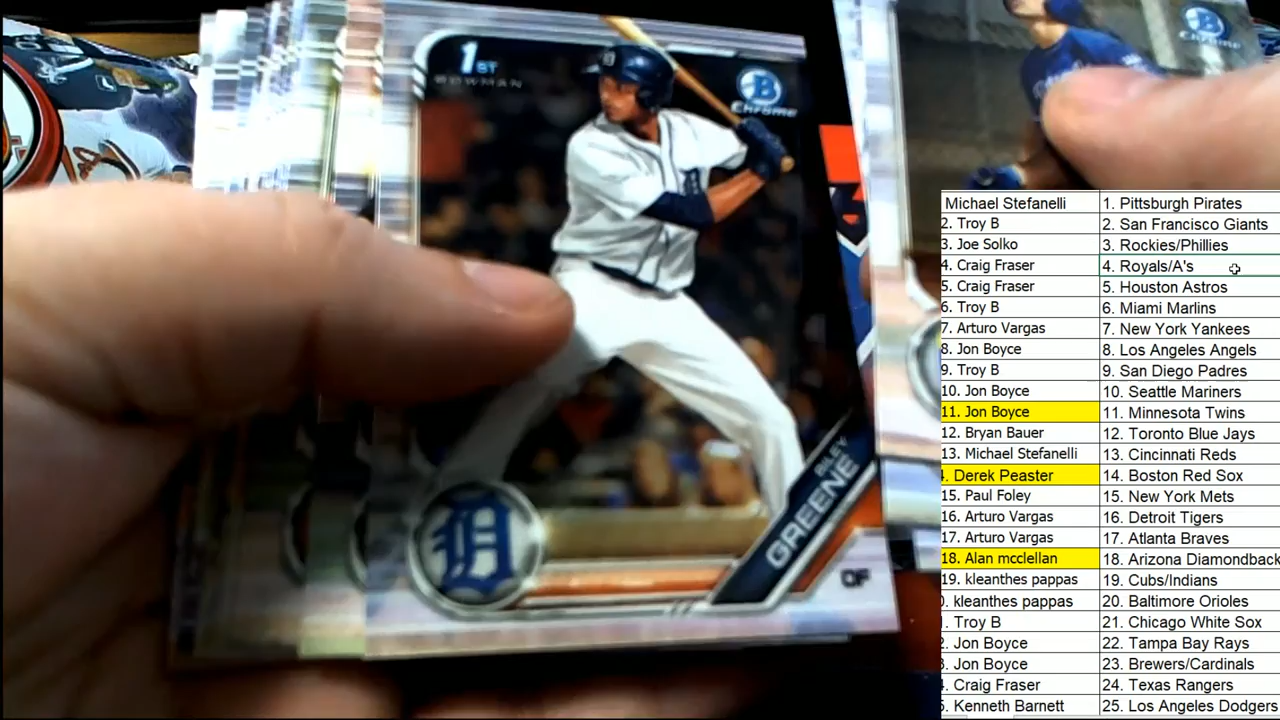 1ST
BOWMAN
B
Chrome
B
D
RILEY
GREENE
OF
Michael Stefanelli 1. Pittsburgh Pirates
2. Troy B 2. San Francisco Giants
3. Joe Solko 3. Rockies/Phillies
4. Craig Fraser 4. Royals/A's
5. Craig Fraser 5. Houston Astros
6. Troy B 6. Miami Marlins
7. Arturo Vargas 7. New York Yankees
8. Jon Boyce 8. Los Angeles Angels
9. Troy B 9. San Diego Padres
10. Jon Boyce 10. Seattle Mariners
11. Jon Boyce 11. Minnesota Twins
12. Bryan Bauer 12. Toronto Blue Jays
13. Michael Stefanelli 13. Cincinnati Reds
4. Derek Peaster 14. Boston Red Sox
15. Paul Foley 15. New York Mets
16. Arturo Vargas 16. Detroit Tigers
17. Arturo Vargas 17. Atlanta Braves
18. Alan mcclellan 18. Arizona Diamondback
19. kleanthes pappas 19. Cubs/Indians
). kleanthes pappas 20. Baltimore Orioles
. Troy B 21. Chicago White Sox
2. Jon Boyce 22. Tampa Bay Rays
3. Jon Boyce 23. Brewers/Cardinals
4. Craig Fraser 24. Texas Rangers
5. Kenneth Barnett 25. Los Angeles Dodgers